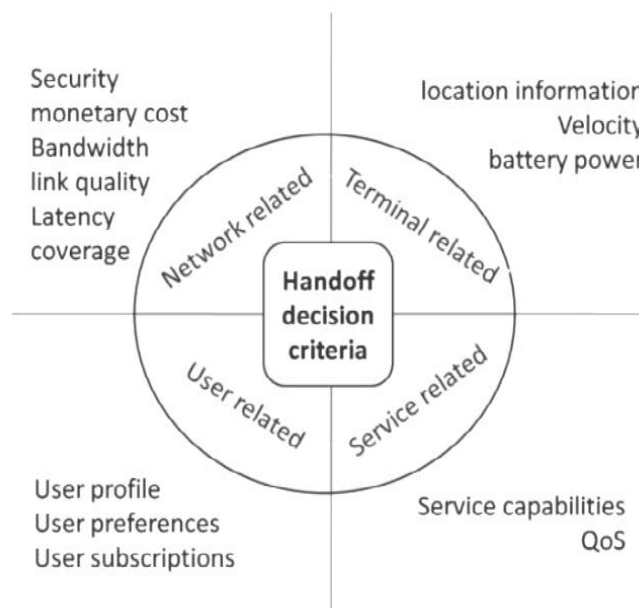 Security
monetary cost
Bandwidth
link quality
Latency
coverage
location information
Velocity
battery power
Network related
Terminal related
Handoff
decision
criteria
User related
Service related
User profile
User preferences
User subscriptions
Service capabilities
QoS